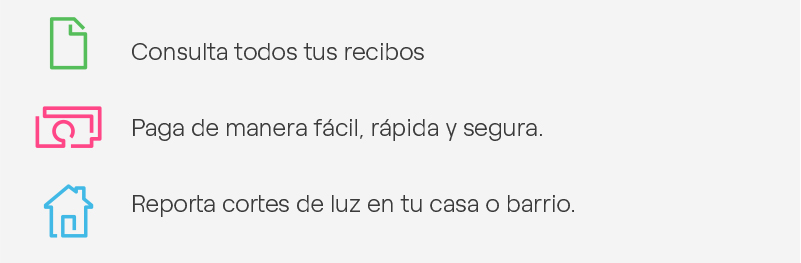 Consulta todos tus recibos
Paga de manera fácil, rápida y segura.
Reporta cortes de luz en tu casa o barrio.